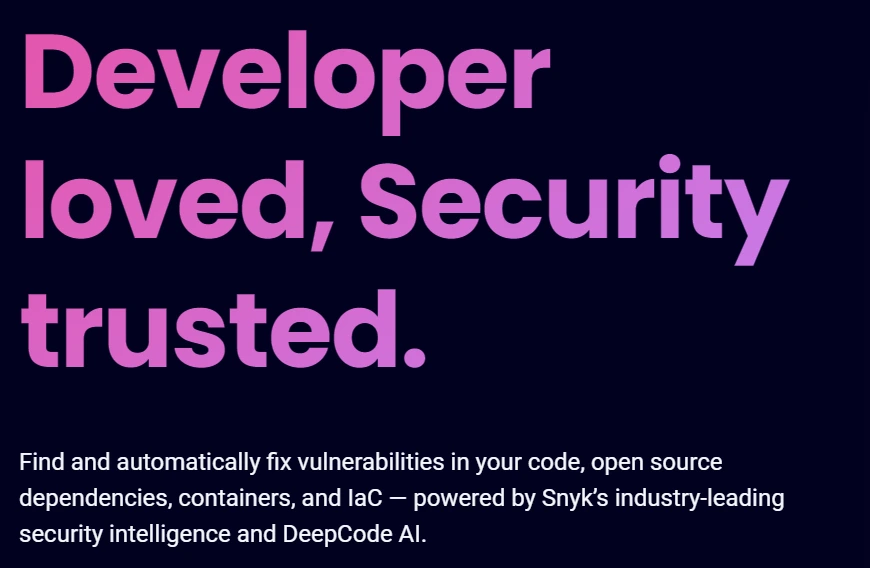 Developer
loved, Security
trusted.
Find and automatically fix vulnerabilities in your code, open source
dependencies, containers, and IaC — powered by Snyk’s industry-leading
security intelligence and DeepCode AI.